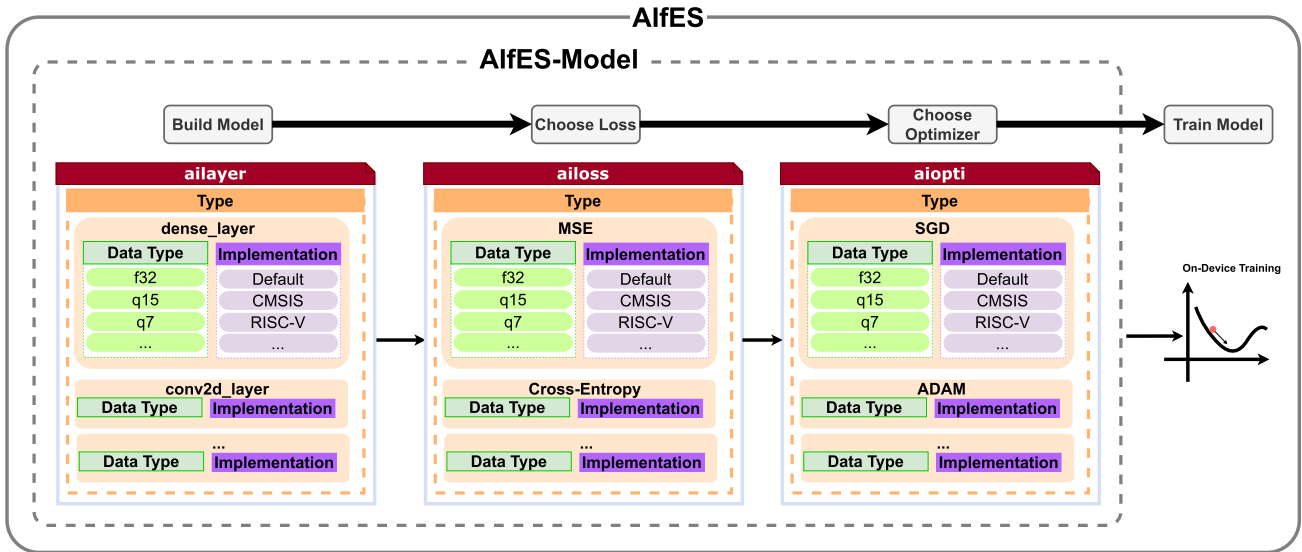 AIfES
AIfES-Model
Build Model
Choose Loss
Choose
Optimizer
Train Model
ailayer
Type
dense_layer
Data Type
Implementation
f32
Default
q15
CMSIS
q7
RISC-V
...
...
conv2d_layer
Data Type
Implementation
...
Data Type
Implementation
ailoss
Type
MSE
Data Type
Implementation
f32
Default
q15
CMSIS
q7
RISC-V
...
...
Cross-Entropy
Data Type
Implementation
...
Data Type
Implementation
aiopti
Type
SGD
Data Type
Implementation
f32
Default
q15
CMSIS
q7
RISC-V
...
...
ADAM
Data Type
Implementation
...
Data Type
Implementation
On-Device Training